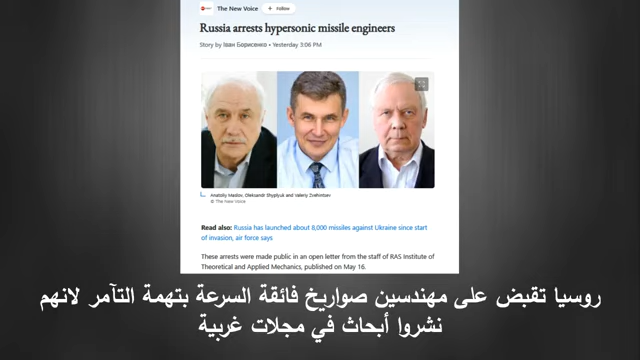 The New Voice
+ Follow
Russia arrests hypersonic missile engineers
Story by Іван Борисенко • Yesterday 3:06 PM
Anatoliy Maslov, Oleksandr Shyplyuk and Valeriy Zvehintsev
© The New Voice
Read also: Russia has launched about 8,000 missiles against Ukraine since start
of invasion, air force says
These arrests were made public in an open letter from the staff of RAS Institute of
Theoretical and Applied Mechanics, published on May 16.
روسيا تقبض على مهندسين صواريخ فائقة السرعة بتهمة التآمر لانهم
نشروا أبحاث في مجلات غربية